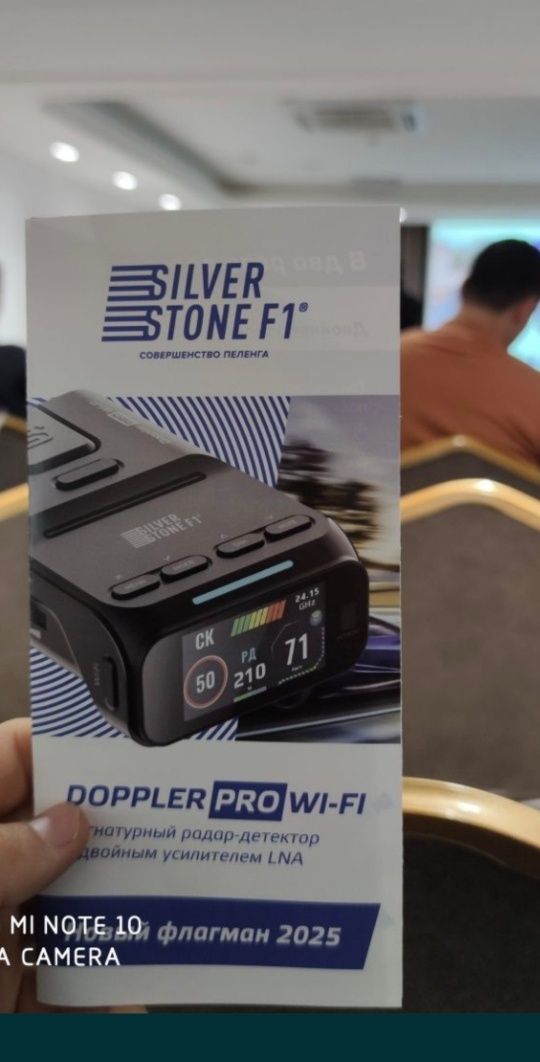 SILVER
STONE F1®
СОВЕРШЕНСТВО ПЕЛЕНГА
SILVER
STONE F1
24.15
GHz
СК
РД
50
210
71
DOPPLER PRO WI-FI
радар-детектор
двойным усилителем LNA
Новый флагман 2025
MI NOTE 10
CAMERA